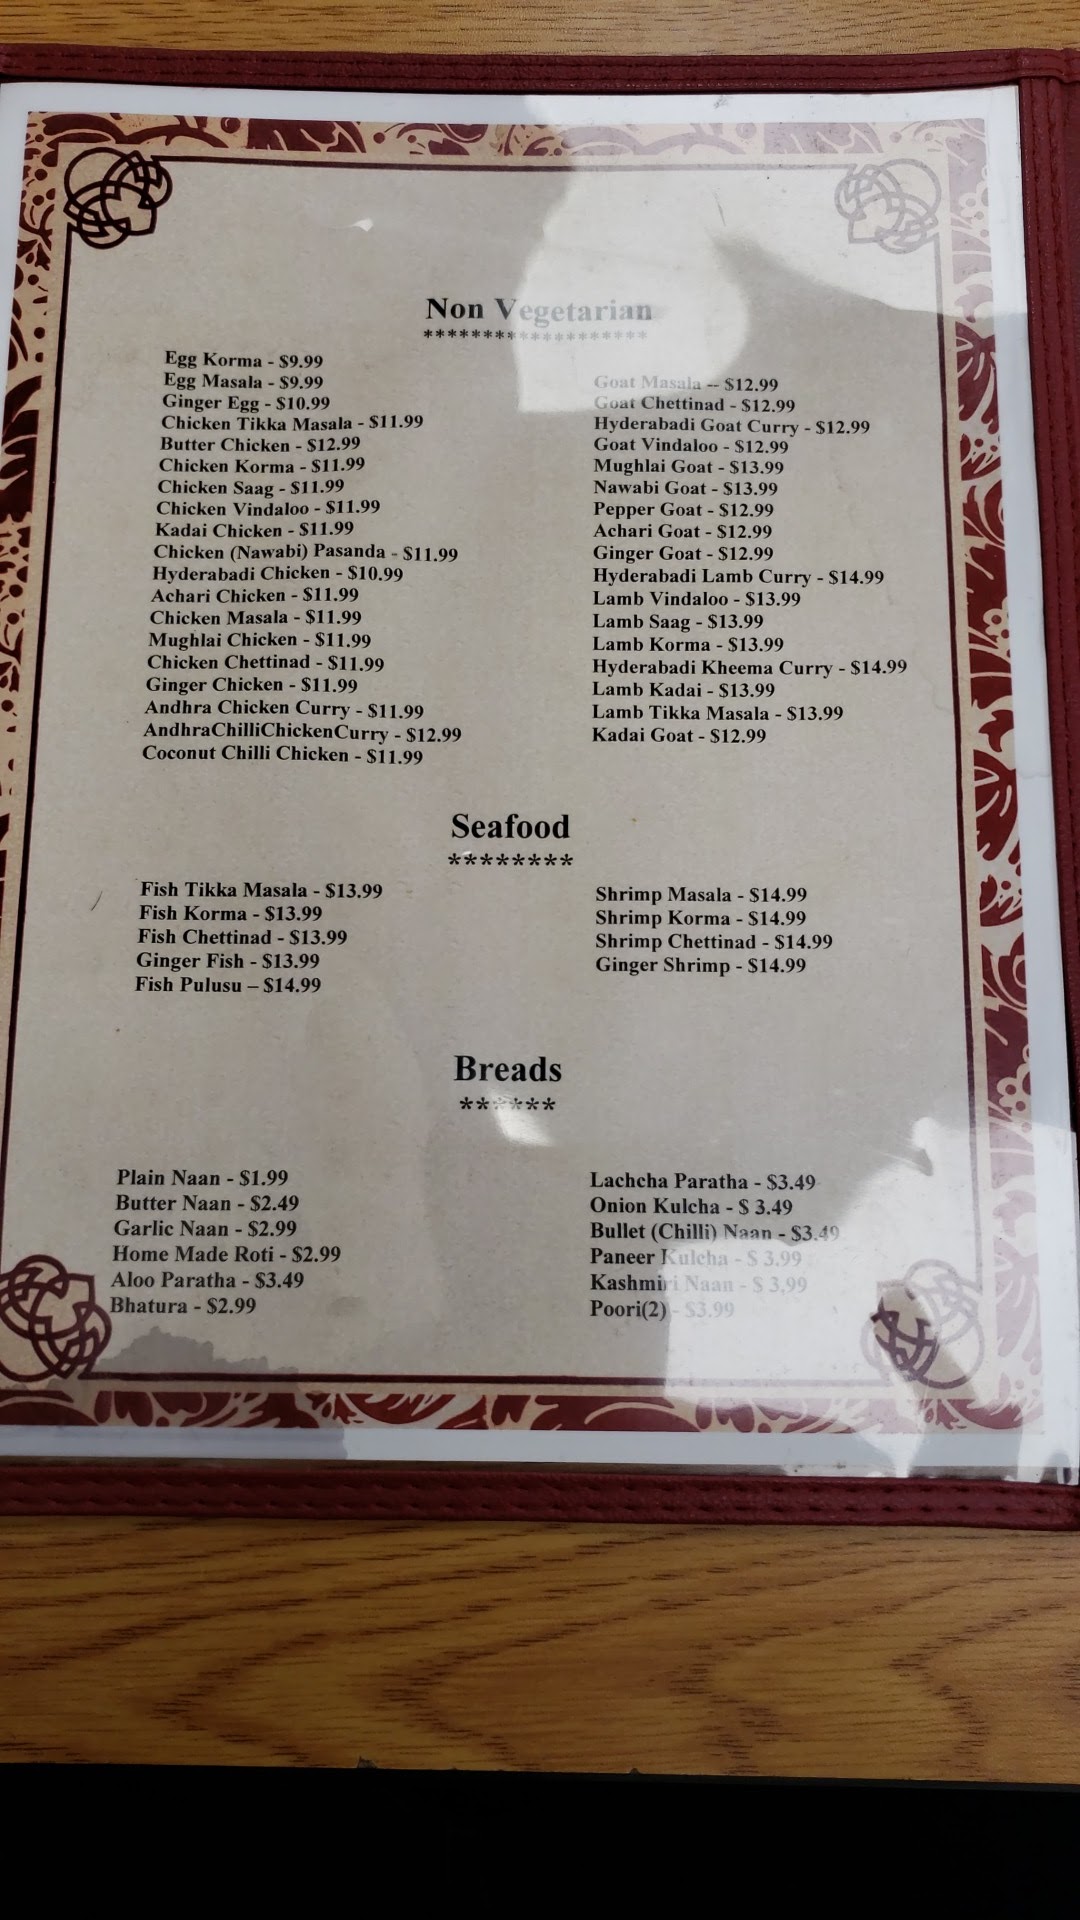 Non Vegetarian
*******************
Egg Korma - $9.99
Egg Masala - $9.99
Ginger Egg - $10.99
Chicken Tikka Masala - $11.99
Butter Chicken - $12.99
Chicken Korma - $11.99
Chicken Saag - $11.99
Chicken Vindaloo - $11.99
Kadai Chicken - $11.99
Chicken (Nawabi) Pasanda - $11.99
Hyderabadi Chicken - $10.99
Achari Chicken - $11.99
Chicken Masala - $11.99
Mughlai Chicken - $11.99
Chicken Chettinad - $11.99
Ginger Chicken - $11.99
Andhra Chicken Curry - $11.99
AndhraChilliChickenCurry - $12.99
Coconut Chilli Chicken - $11.99
Goat Masala -- $12.99
Goat Chettinad - $12.99
Hyderabadi Goat Curry - $12.99
Goat Vindaloo - $12.99
Mughlai Goat - $13.99
Nawabi Goat - $13.99
Pepper Goat - $12.99
Achari Goat - $12.99
Ginger Goat - $12.99
Hyderabadi Lamb Curry - $14.99
Lamb Vindaloo - $13.99
Lamb Saag - $13.99
Lamb Korma - $13.99
Hyderabadi Kheema Curry - $14.99
Lamb Kadai - $13.99
Lamb Tikka Masala - $13.99
Kadai Goat - $12.99
Seafood
********
Fish Tikka Masala - $13.99
Fish Korma - $13.99
Fish Chettinad - $13.99
Ginger Fish - $13.99
Fish Pulusu – $14.99
Shrimp Masala - $14.99
Shrimp Korma - $14.99
Shrimp Chettinad - $14.99
Ginger Shrimp - $14.99
Breads
******
Plain Naan - $1.99
Butter Naan - $2.49
Garlic Naan - $2.99
Home Made Roti - $2.99
Aloo Paratha - $3.49
Bhatura - $2.99
Lachcha Paratha - $3.49
Onion Kulcha - $ 3.49
Bullet (Chilli) Naan - $3.49
Paneer Kulcha - $ 3.99
Kashmiri Naan - $ 3.99
Poori(2) - $3.99